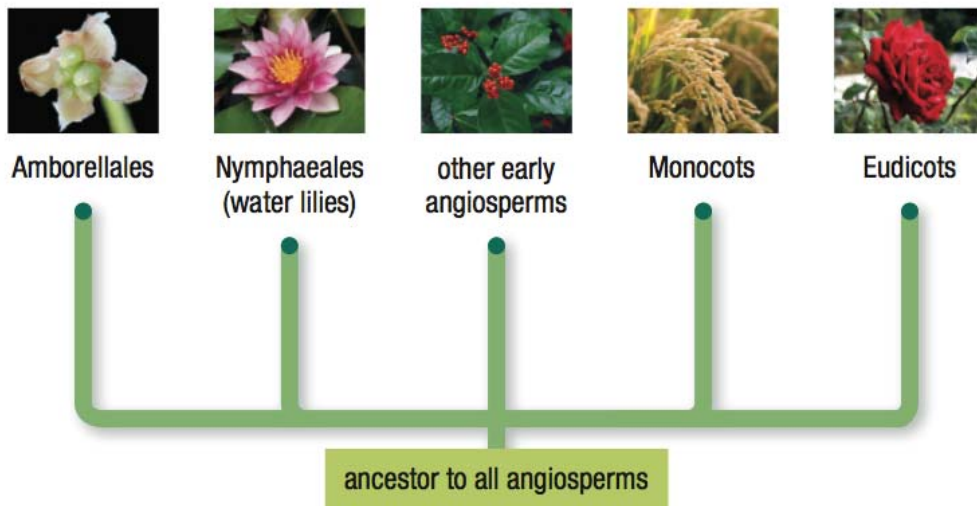 Amborellales
Nymphaeales
(water lilies)
other early
angiosperms
Monocots
Eudicots
ancestor to all angiosperms